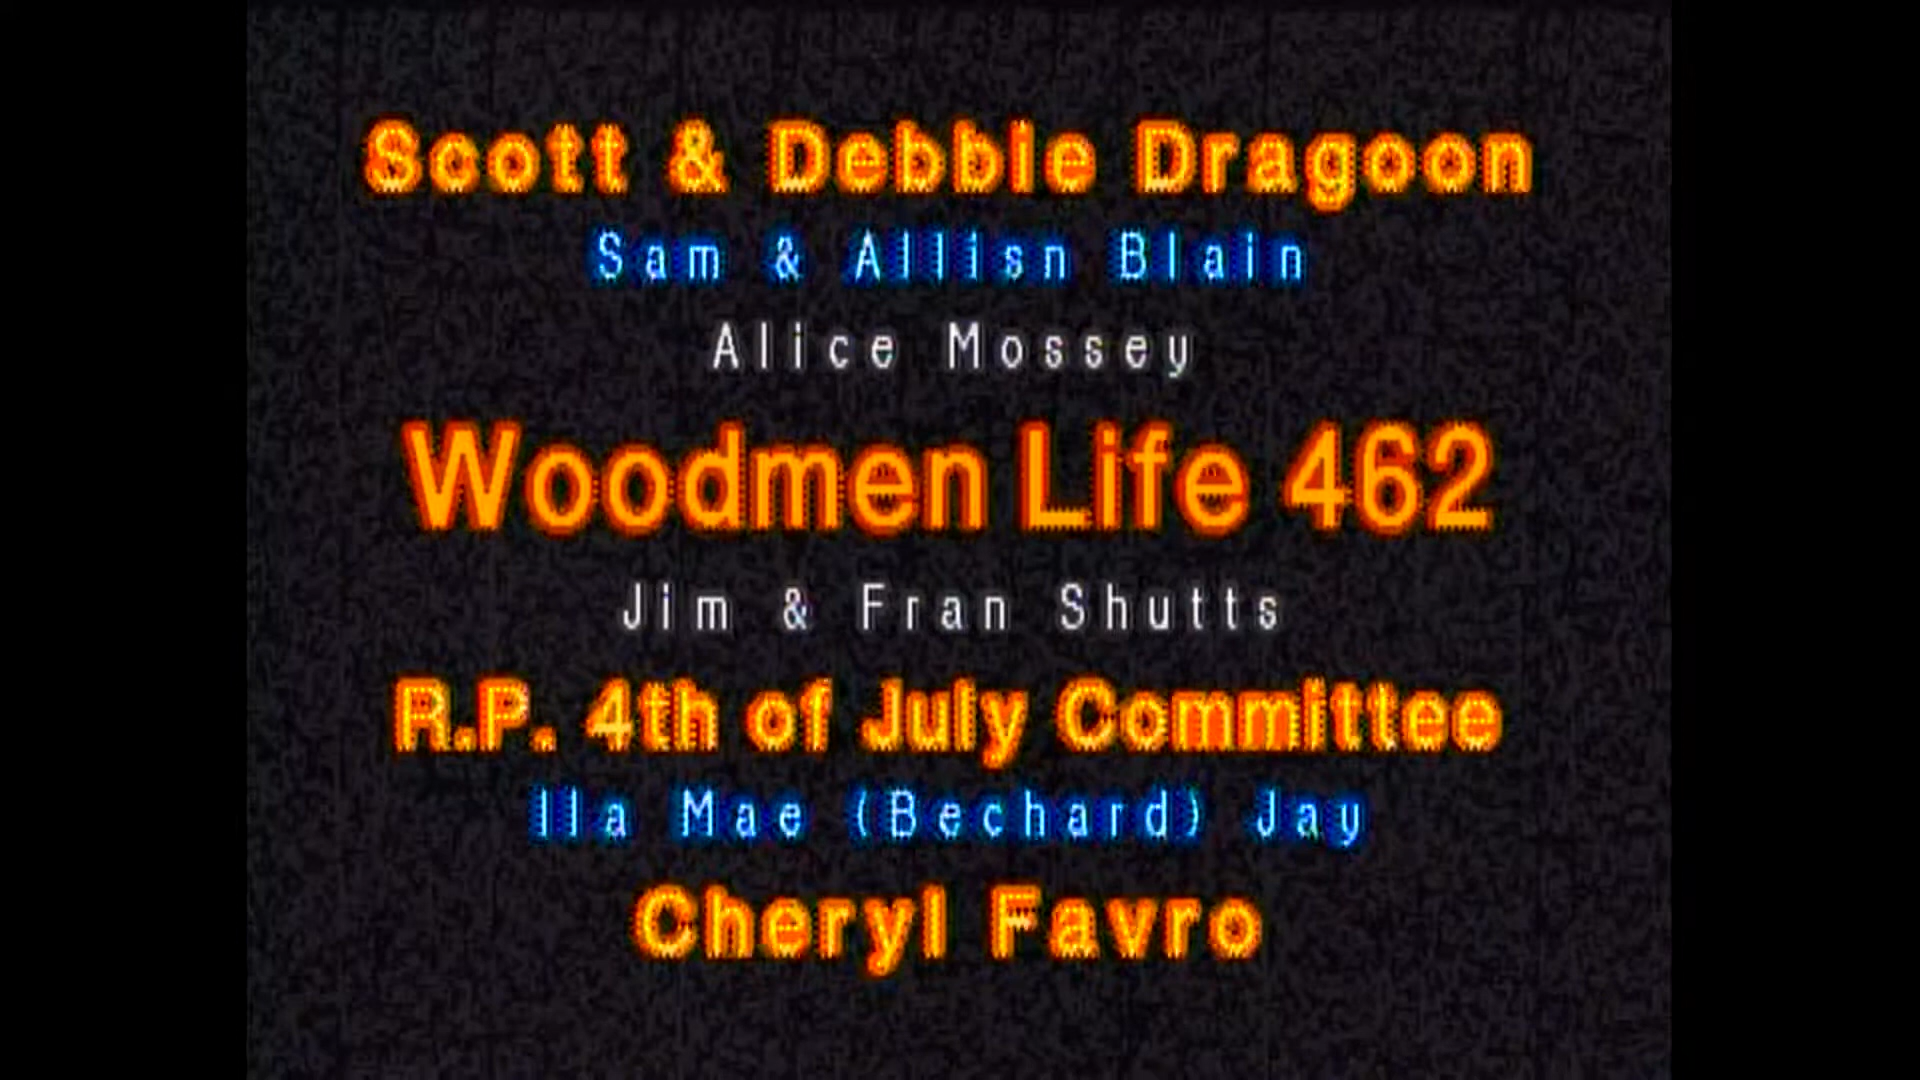 Scott & Debbie Dragoon
Sam & Allisn Blain
Alice Mossey
Woodmen Life 462
Jim & Fran Shutts
R.P. 4th of July Committee
Ila Mae (Bechard) Jay
Cheryl Favro